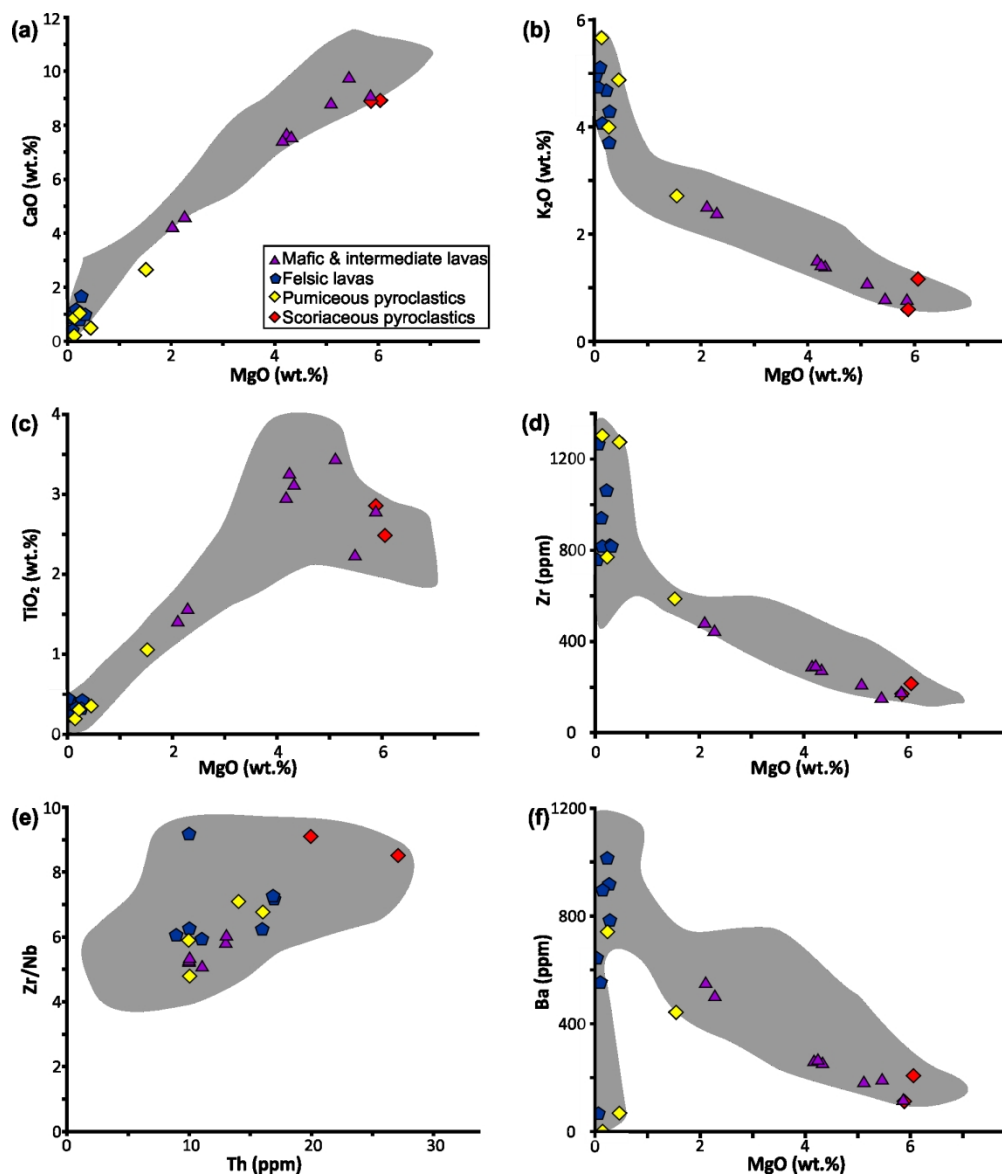 (a)
12
10
8
6
4
2
0
CaO (wt.%)
0 2 4 6
MgO (wt.%)
Mafic & intermediate lavas
Felsic lavas
Pumiceous pyroclastics
Scoriaceous pyroclastics
(b)
6
4
2
0
K₂O (wt.%)
0 2 4 6
MgO (wt.%)
(c)
4
3
2
1
0
TiO₂ (wt.%)
0 2 4 6
MgO (wt.%)
(d)
1200
800
400
0
Zr (ppm)
0 2 4 6
MgO (wt.%)
(e)
10
8
6
4
2
0
Zr/Nb
0 10 20 30
Th (ppm)
(f)
1200
800
400
0
Ba (ppm)
0 2 4 6
MgO (wt.%)